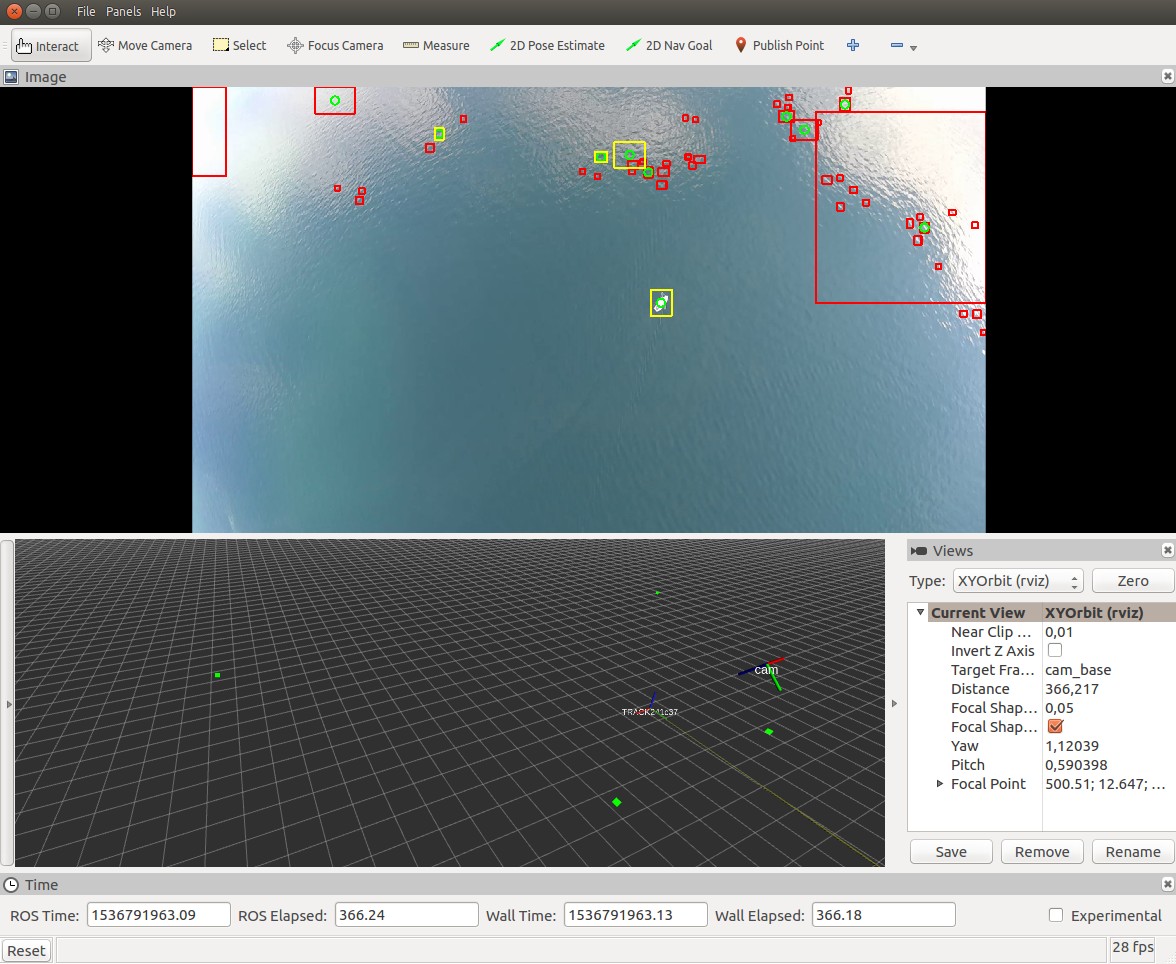 File Panels Help
Interact Move Camera Select Focus Camera Measure 2D Pose Estimate 2D Nav Goal Publish Point
Image
cam
Views
Type: XYOrbit (rviz) Zero
Current View XYOrbit (rviz)
Near Clip ... 0,01
Invert Z Axis
Target Fra... cam_base
Distance 366,217
Focal Shap... 0,05
Focal Shap...
Yaw 1,12039
Pitch 0,590398
Focal Point 500.51; 12.647; ...
Save Remove Rename
Time
ROS Time: 1536791963.09 ROS Elapsed: 366.24 Wall Time: 1536791963.13 Wall Elapsed: 366.18 Experimental
Reset 28 fps